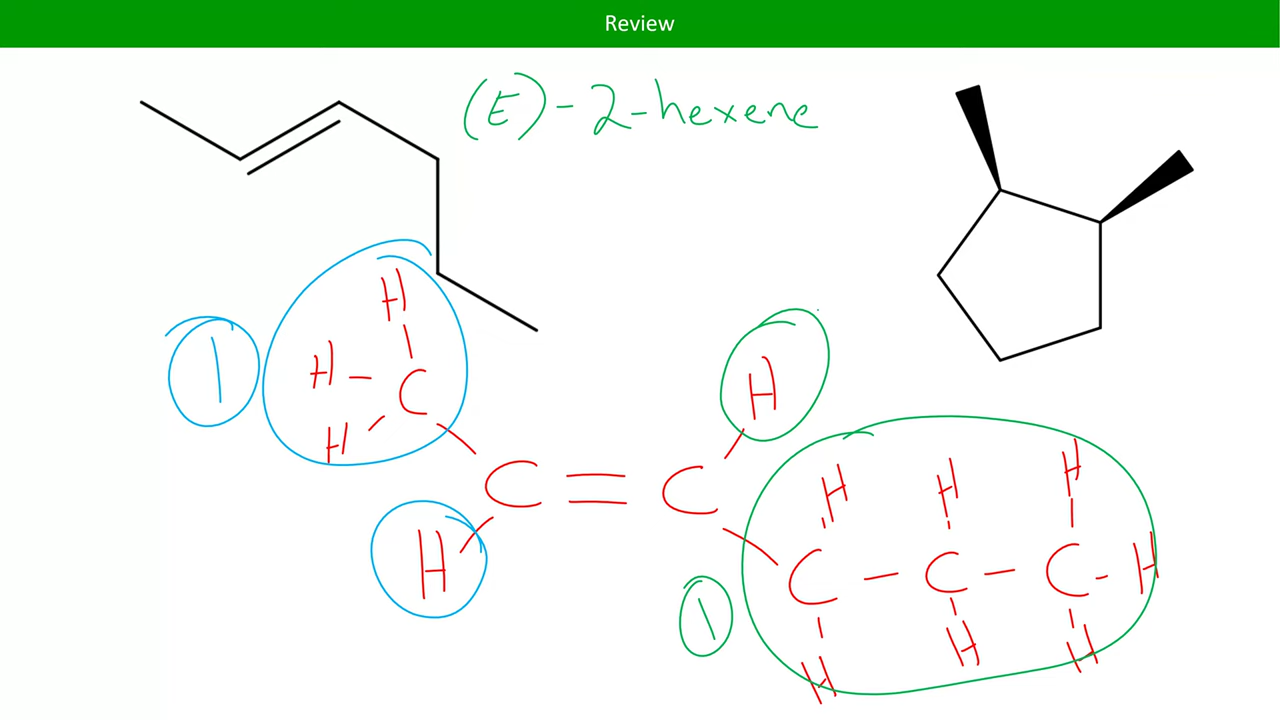 Review
(E)-2-hexene
H
H - C
H
1
H
C = C
H
H H H
C - C - C - H
1
H H H